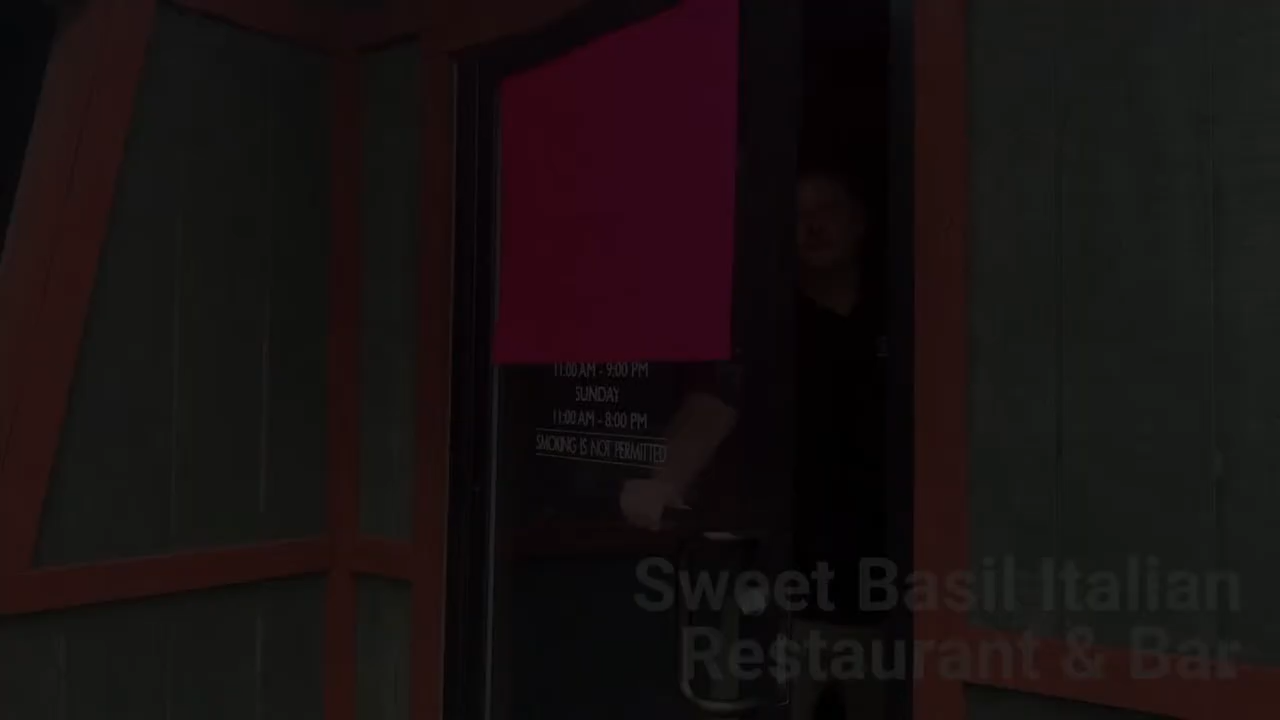 11:00 AM - 9:00 PM
SUNDAY
11:00 AM - 8:00 PM
SMOKING IS NOT PERMITTED
Sweet Basil Italian
Restaurant & Bar